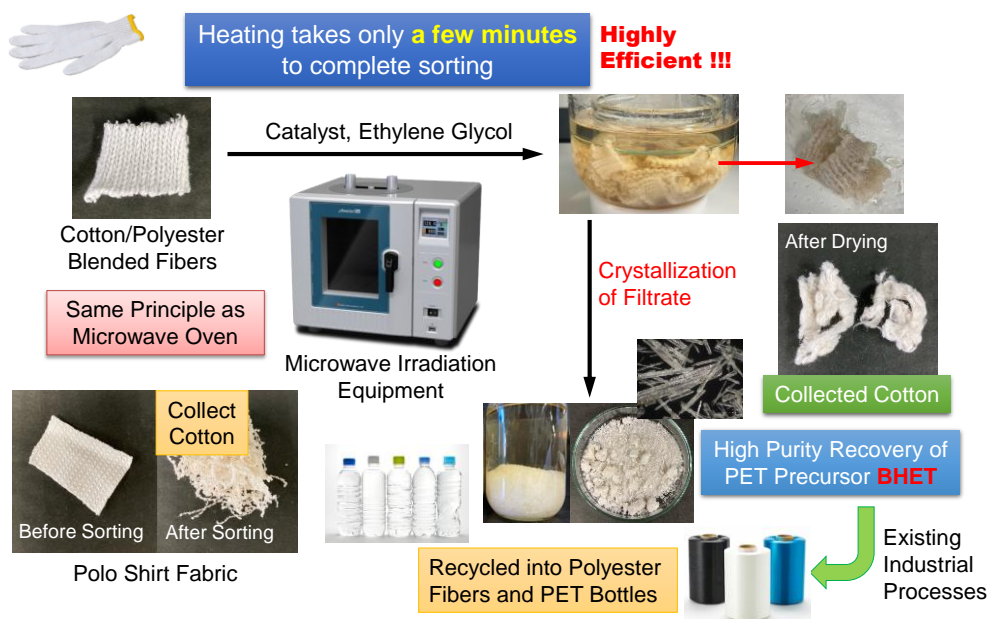 Heating takes only a few minutes
to complete sorting
Highly
Efficient !!!
Catalyst, Ethylene Glycol
Cotton/Polyester
Blended Fibers
Same Principle as
Microwave Oven
Microwave Irradiation
Equipment
Crystallization
of Filtrate
After Drying
Collected Cotton
Collect
Cotton
Before Sorting
After Sorting
Polo Shirt Fabric
High Purity Recovery of
PET Precursor BHET
Recycled into Polyester
Fibers and PET Bottles
Existing
Industrial
Processes